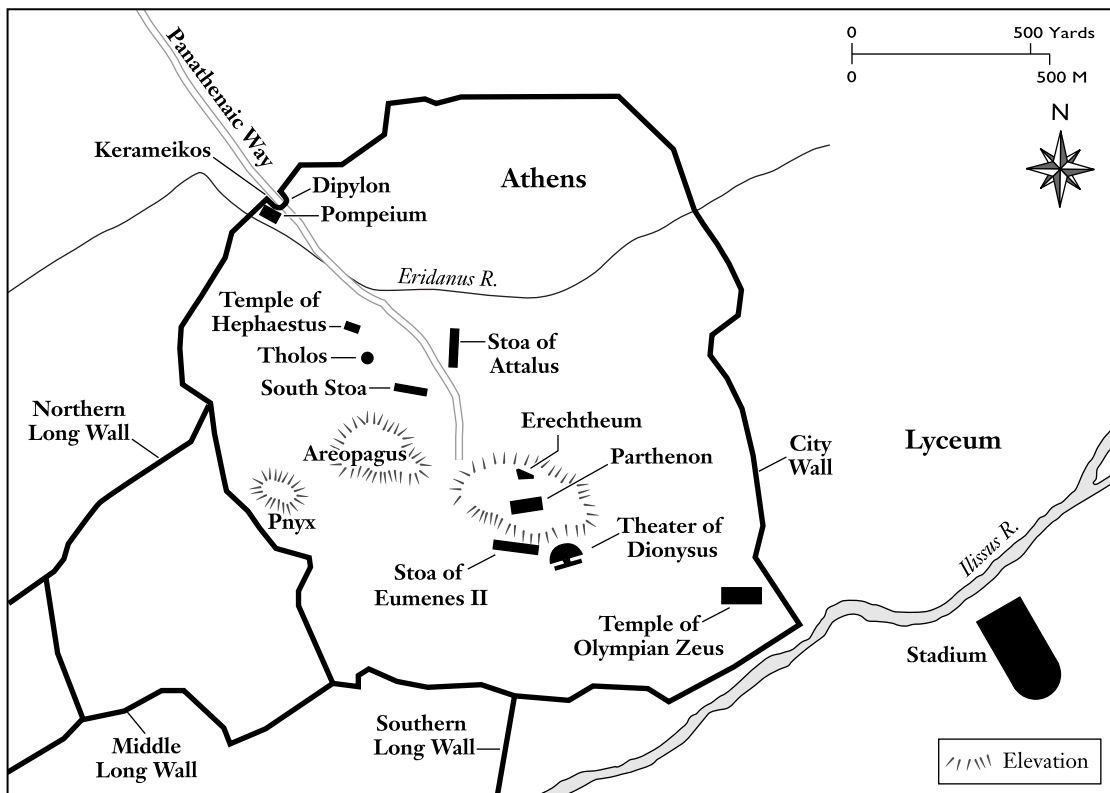 0 500 Yards
0 500 M
N
Panathenaic Way
Kerameikos
Athens
Dipylon
Pompeium
Eridanus R.
Temple of
Hephaestus
Tholos
Stoa of
Attalus
South Stoa
Northern
Long Wall
Erechtheum
Areopagus
Parthenon
City
Wall
Lyceum
Pnyx
Theater of
Dionysus
Ilissus R.
Stoa of
Eumenes II
Temple of
Olympian Zeus
Stadium
Southern
Long Wall
Middle
Long Wall
Elevation